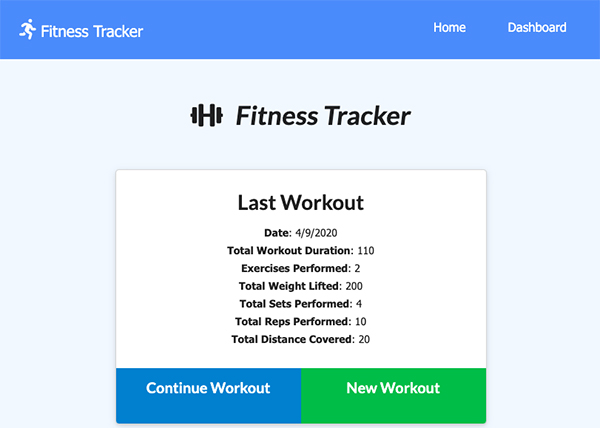 Fitness Tracker
Home
Dashboard
Fitness Tracker
Last Workout
Date: 4/9/2020
Total Workout Duration: 110
Exercises Performed: 2
Total Weight Lifted: 200
Total Sets Performed: 4
Total Reps Performed: 10
Total Distance Covered: 20
Continue Workout
New Workout